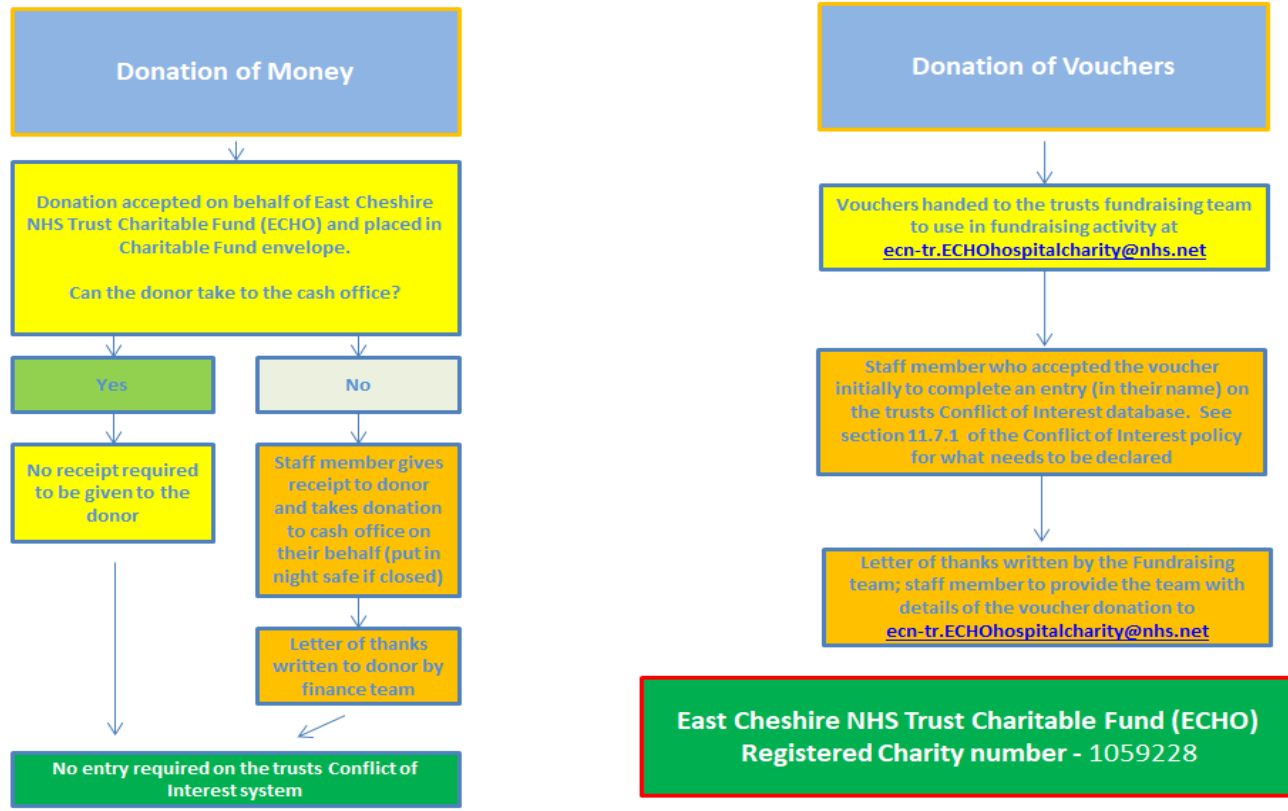 Donation of Money
Donation accepted on behalf of East Cheshire
NHS Trust Charitable Fund (ECHO) and placed in
Charitable Fund envelope.
Can the donor take to the cash office?
Yes
No
No receipt required
to be given to the
donor
Staff member gives
receipt to donor
and takes donation
to cash office on
their behalf (put in
night safe if closed)
Letter of thanks
written to donor by
finance team
No entry required on the trusts Conflict of
Interest system
Donation of Vouchers
Vouchers handed to the trusts fundraising team
to use in fundraising activity at
ecn-tr.ECHOhospitalcharity@nhs.net
Staff member who accepted the voucher
initially to complete an entry (in their name) on
the trusts Conflict of Interest database. See
section 11.7.1 of the Conflict of Interest policy
for what needs to be declared
Letter of thanks written by the Fundraising
team; staff member to provide the team with
details of the voucher donation to
ecn-tr.ECHOhospitalcharity@nhs.net
East Cheshire NHS Trust Charitable Fund (ECHO)
Registered Charity number - 1059228